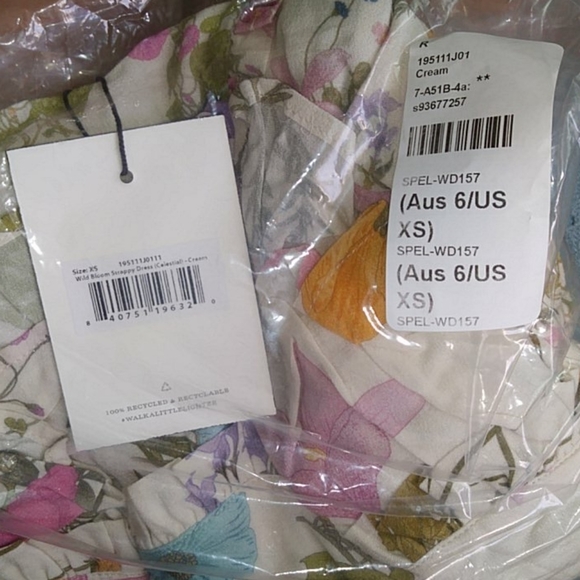 R
195111J01
Cream
7-A51B-4a: **
s93677257
SPEL-WD157
(Aus 6/US
XS)
SPEL-WD157
(Aus 6/US
XS)
SPEL-WD157
195111J0111
Size: XS
Wild Bloom Strappy Dress (Celestial) - Cream
8 40751 19632 0
100% RECYCLED & RECYCLABLE
#WALKALITTLELIGHTER